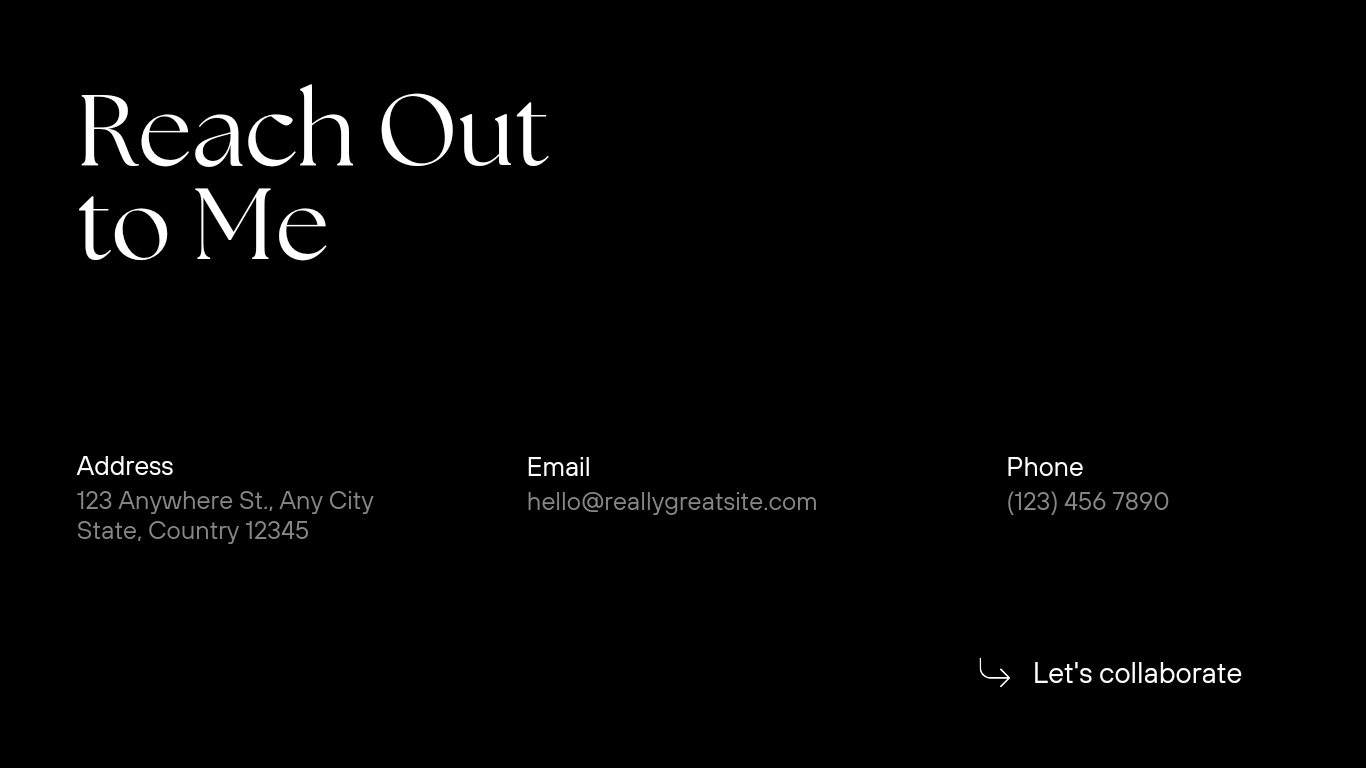 Reach Out
to Me
Address
123 Anywhere St., Any City
State, Country 12345
Email
hello@reallygreatsite.com
Phone
(123) 456 7890
Let's collaborate